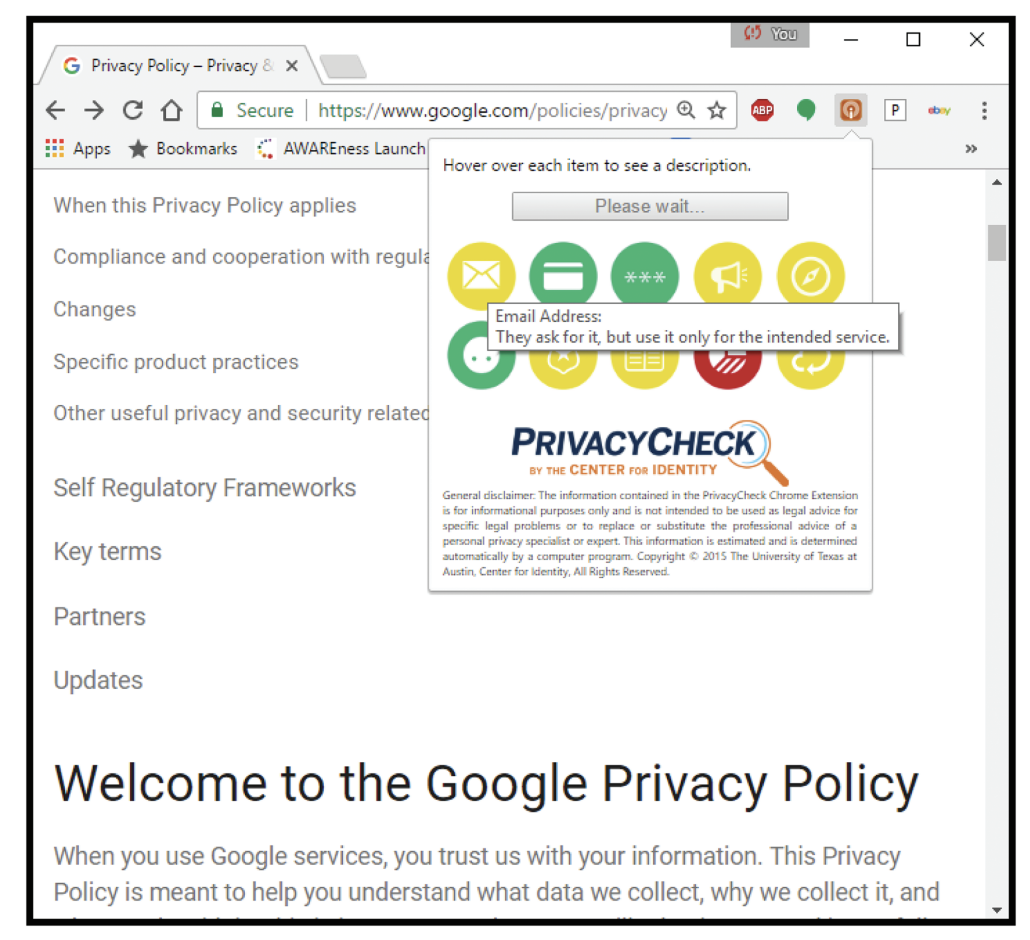 You
Privacy Policy – Privacy &
Secure https://www.google.com/policies/privacy ABP P ebay
Apps Bookmarks AWAREness Launch »
Hover over each item to see a description.
Please wait...
***
Email Address:
They ask for it, but use it only for the intended service.
PRIVACYCHECK
BY THE CENTER FOR IDENTITY
General disclaimer: The information contained in the PrivacyCheck Chrome Extension
is for informational purposes only and is not intended to be used as legal advice for
specific legal problems or to replace or substitute the professional advice of a
personal privacy specialist or expert. This information is estimated and is determined
automatically by a computer program. Copyright © 2015 The University of Texas at
Austin, Center for Identity, All Rights Reserved.
When this Privacy Policy applies
Compliance and cooperation with regula
Changes
Specific product practices
Other useful privacy and security related
Self Regulatory Frameworks
Key terms
Partners
Updates
Welcome to the Google Privacy Policy
When you use Google services, you trust us with your information. This Privacy
Policy is meant to help you understand what data we collect, why we collect it, and